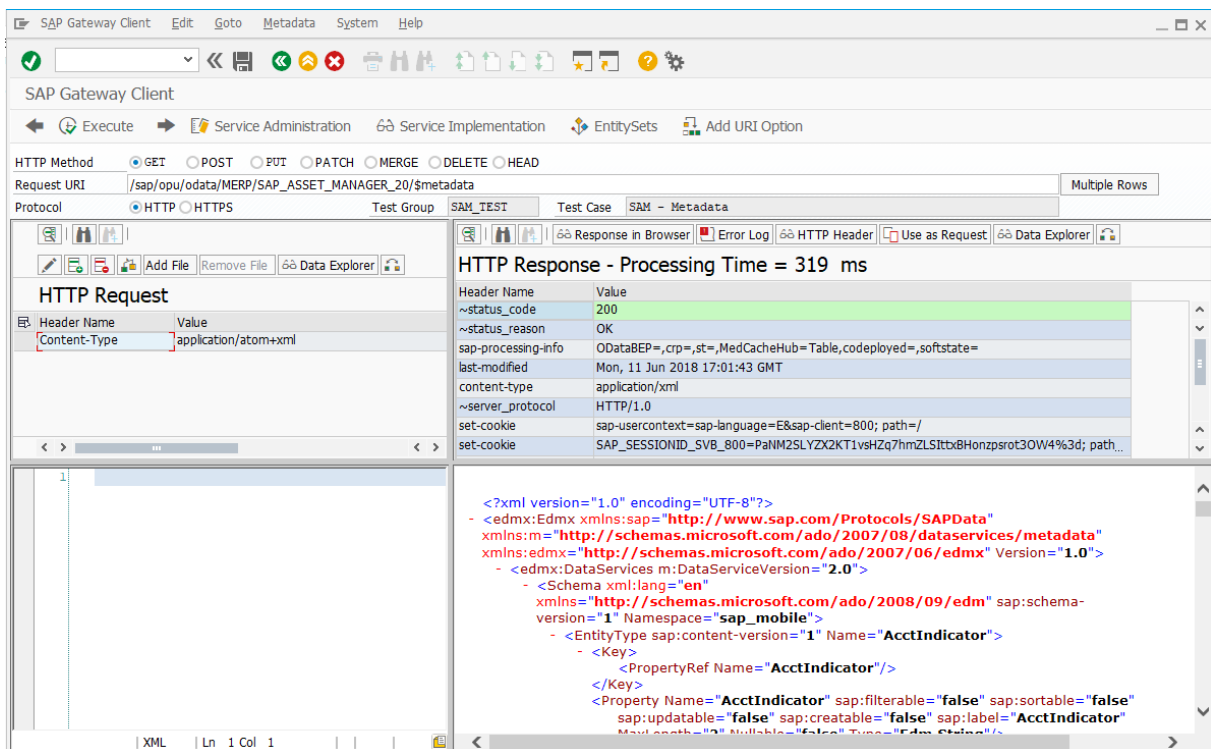 SAP Gateway Client Edit Goto Metadata System Help
SAP Gateway Client
Execute Service Administration Service Implementation EntitySets Add URI Option
HTTP Method GET POST PUT PATCH MERGE DELETE HEAD
Request URI /sap/opu/odata/MERP/SAP_ASSET_MANAGER_20/$metadata Multiple Rows
Protocol HTTP HTTPS Test Group SAM_TEST Test Case SAM - Metadata
Response in Browser Error Log HTTP Header Use as Request Data Explorer
Add File Remove File Data Explorer
HTTP Request
Header Name Value
Content-Type application/atom+xml
HTTP Response - Processing Time = 319 ms
Header Name Value
~status_code 200
~status_reason OK
sap-processing-info ODataBEP=,crp=,st=,MedCacheHub=Table,codeployed=,softstate=
last-modified Mon, 11 Jun 2018 17:01:43 GMT
content-type application/xml
~server_protocol HTTP/1.0
set-cookie sap-usercontext=sap-language=E&sap-client=800; path=/
set-cookie SAP_SESSIONID_SVB_800=PaNM2SLYZX2KT1vsHZq7hmZLSIttxBHonzpsrot3OW4%3d; path...
1
XML Ln 1 Col 1
<?xml version="1.0" encoding="UTF-8"?>
- <edmx:Edmx xmlns:sap="http://www.sap.com/Protocols/SAPData"
xmlns:m="http://schemas.microsoft.com/ado/2007/08/dataservices/metadata"
xmlns:edmx="http://schemas.microsoft.com/ado/2007/06/edmx" Version="1.0">
- <edmx:DataServices m:DataServiceVersion="2.0">
- <Schema xml:lang="en"
xmlns="http://schemas.microsoft.com/ado/2008/09/edm" sap:schema-
version="1" Namespace="sap_mobile">
- <EntityType sap:content-version="1" Name="AcctIndicator">
- <Key>
<PropertyRef Name="AcctIndicator"/>
</Key>
<Property Name="AcctIndicator" sap:filterable="false" sap:sortable="false"
sap:updatable="false" sap:creatable="false" sap:label="AcctIndicator"
MaxLength="2" Nullable="false" Type="Edm.String"/>